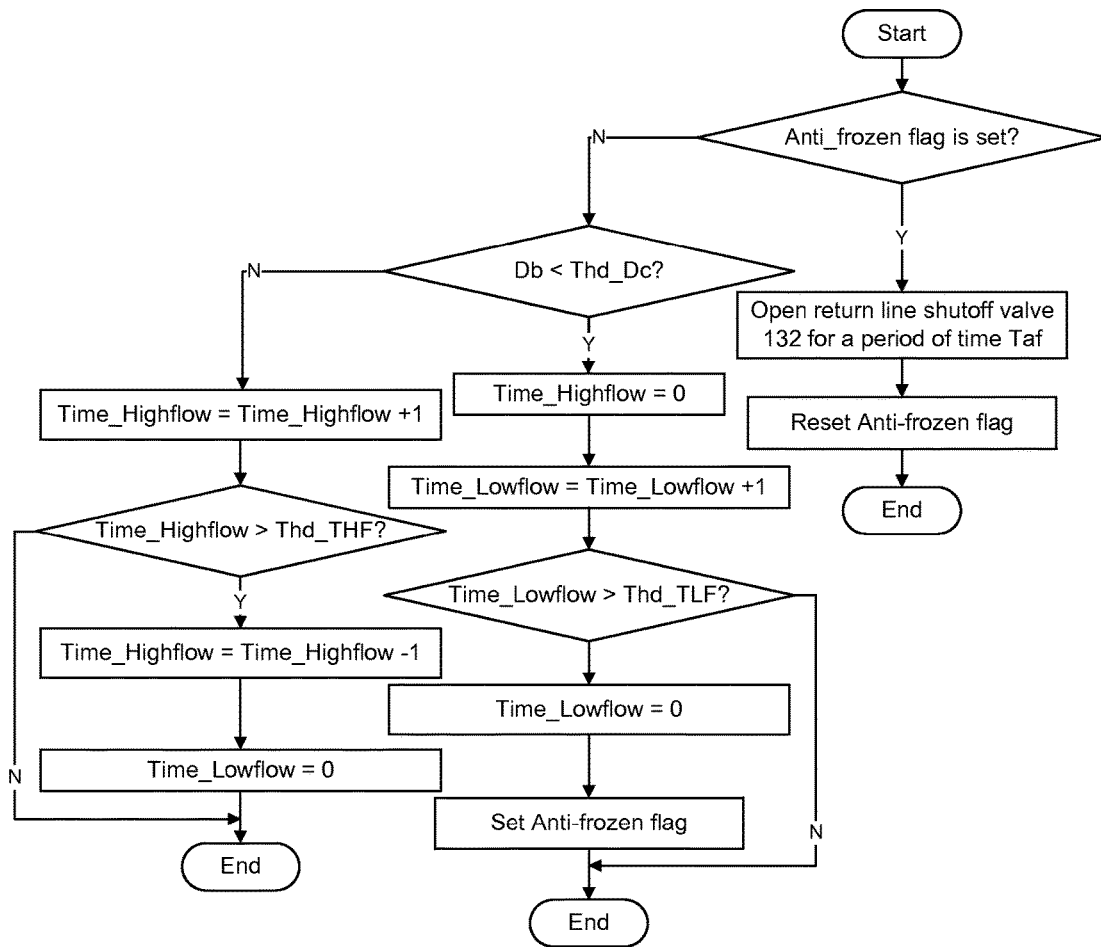 Start
Anti_frozen flag is set?
N
Y
Db < Thd_Dc?
N
Y
Open return line shutoff valve
132 for a period of time Taf
Time_Highflow = Time_Highflow +1
Time_Highflow = 0
Reset Anti-frozen flag
Time_Lowflow = Time_Lowflow +1
End
Time_Highflow > Thd_THF?
Y
Time_Lowflow > Thd_TLF?
Time_Highflow = Time_Highflow -1
Time_Lowflow = 0
Time_Lowflow = 0
N
Set Anti-frozen flag
N
End
End